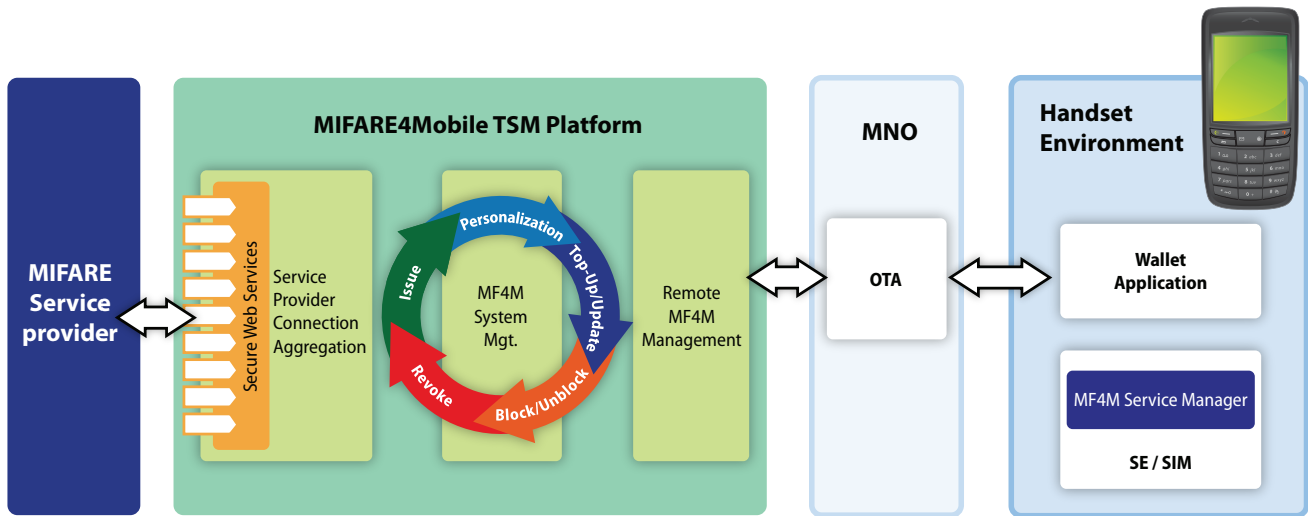 MIFARE
Service
provider
MIFARE4Mobile TSM Platform
Secure Web Services
Service
Provider
Connection
Aggregation
Issue
Personalization
Top-Up/Update
Block/Unblock
Revoke
MF4M
System
Mgt.
Remote
MF4M
Management
MNO
OTA
Handset
Environment
Wallet
Application
MF4M Service Manager
SE / SIM